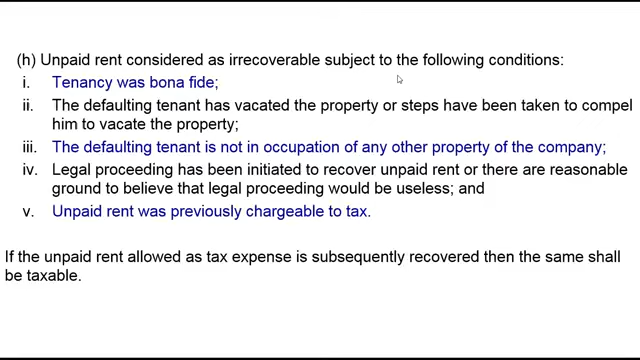 (h) Unpaid rent considered as irrecoverable subject to the following conditions:
i. Tenancy was bona fide;
ii. The defaulting tenant has vacated the property or steps have been taken to compel
him to vacate the property;
iii. The defaulting tenant is not in occupation of any other property of the company;
iv. Legal proceeding has been initiated to recover unpaid rent or there are reasonable
ground to believe that legal proceeding would be useless; and
v. Unpaid rent was previously chargeable to tax.
If the unpaid rent allowed as tax expense is subsequently recovered then the same shall
be taxable.